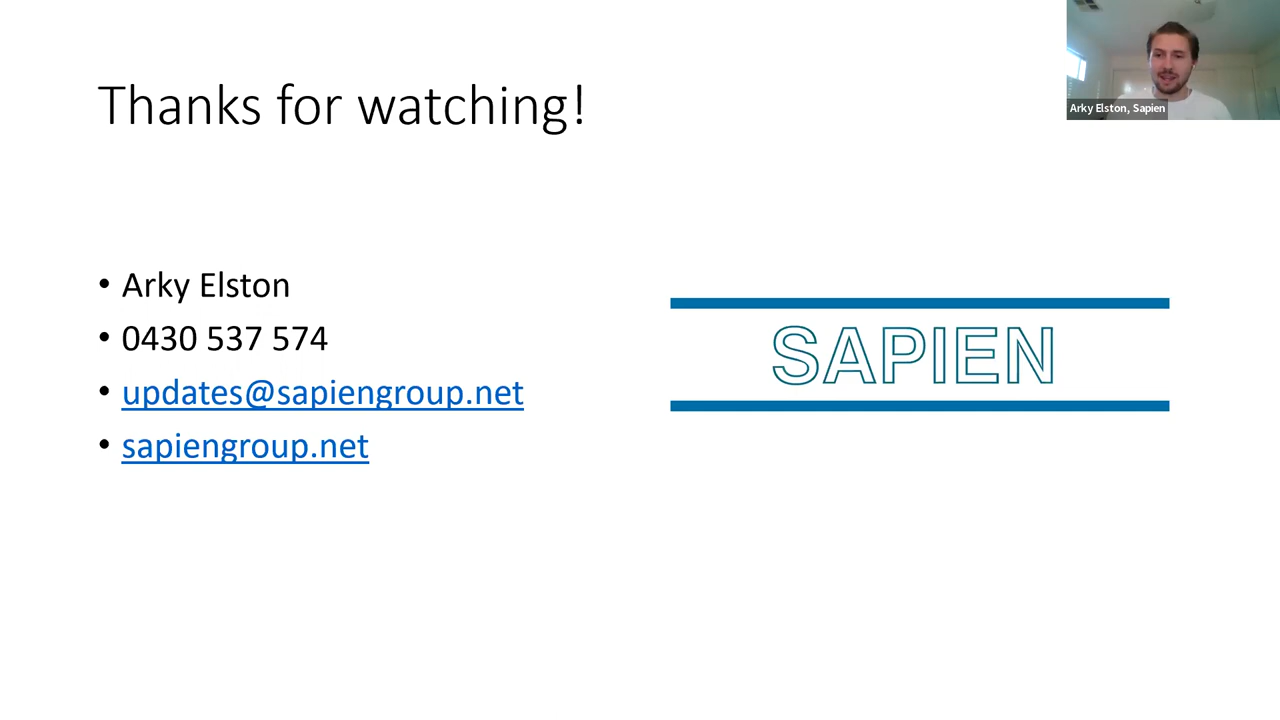 Thanks for watching!
Arky Elston, Sapien
• Arky Elston
• 0430 537 574
• updates@sapiengroup.net
• sapiengroup.net
SAPIEN